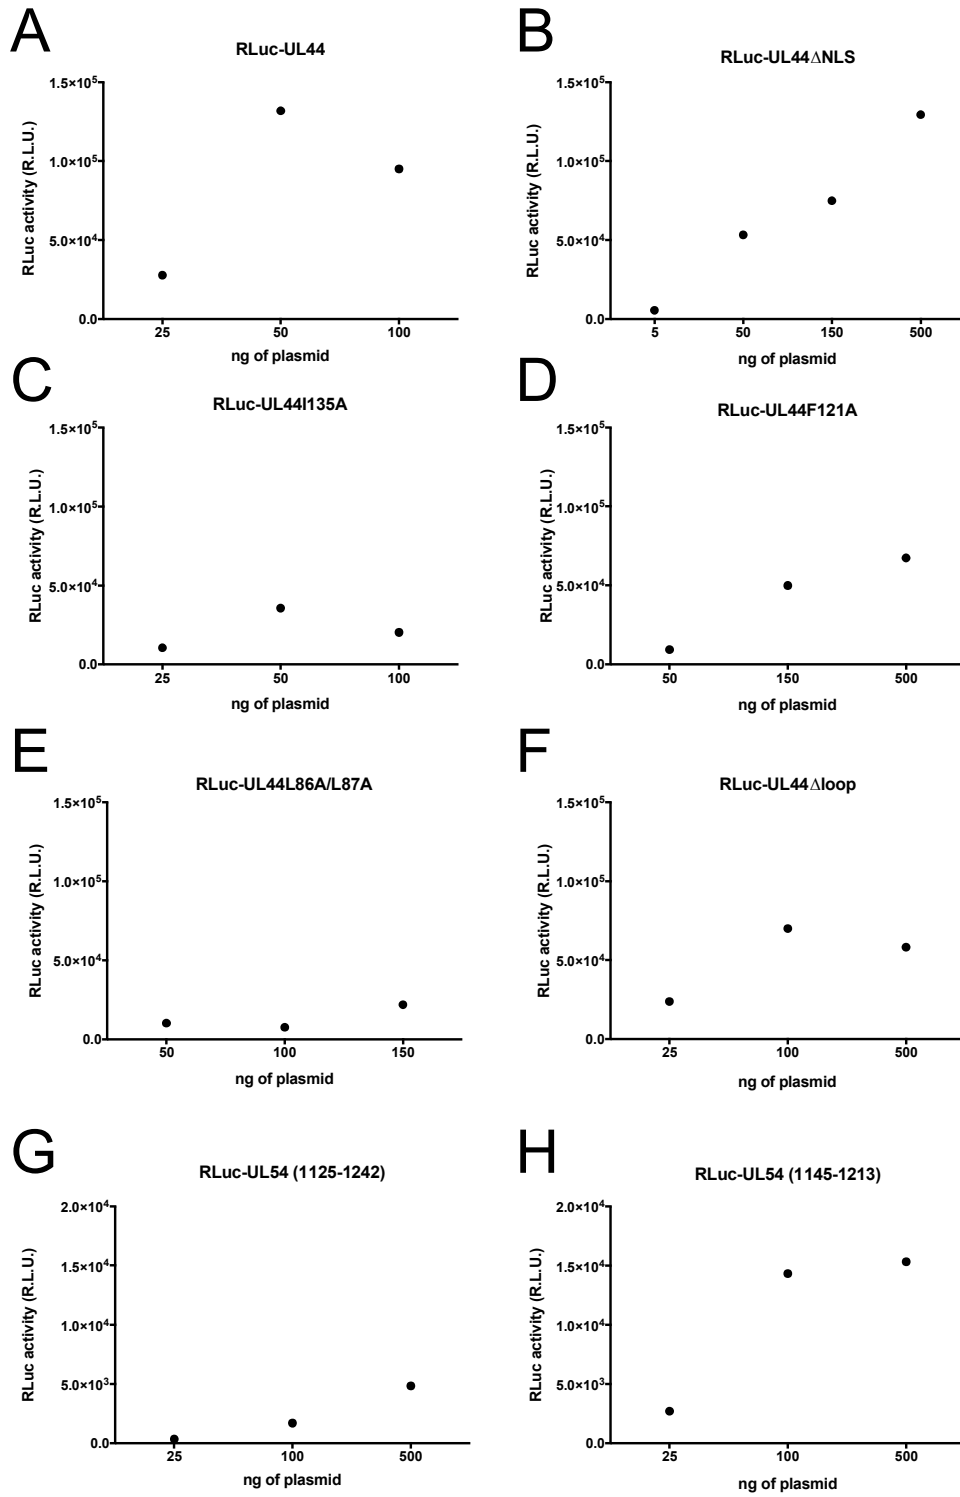 A
RLuc-UL44
RLuc activity (R.L.U.)
1.5×10⁵
1.0×10⁵
5.0×10⁴
0.0
25 50 100
ng of plasmid
B
RLuc-UL44∆NLS
RLuc activity (R.L.U.)
1.5×10⁵
1.0×10⁵
5.0×10⁴
0.0
5 50 150 500
ng of plasmid
C
RLuc-UL44I135A
RLuc activity (R.L.U.)
1.5×10⁵
1.0×10⁵
5.0×10⁴
0.0
25 50 100
ng of plasmid
D
RLuc-UL44F121A
RLuc activity (R.L.U.)
1.5×10⁵
1.0×10⁵
5.0×10⁴
0.0
50 150 500
ng of plasmid
E
RLuc-UL44L86A/L87A
RLuc activity (R.L.U.)
1.5×10⁵
1.0×10⁵
5.0×10⁴
0.0
50 100 150
ng of plasmid
F
RLuc-UL44∆loop
RLuc activity (R.L.U.)
1.5×10⁵
1.0×10⁵
5.0×10⁴
0.0
25 100 500
ng of plasmid
G
RLuc-UL54 (1125-1242)
RLuc activity (R.L.U.)
2.0×10⁴
1.5×10⁴
1.0×10⁴
5.0×10³
0.0
25 100 500
ng of plasmid
H
RLuc-UL54 (1145-1213)
RLuc activity (R.L.U.)
2.0×10⁴
1.5×10⁴
1.0×10⁴
5.0×10³
0.0
25 100 500
ng of plasmid